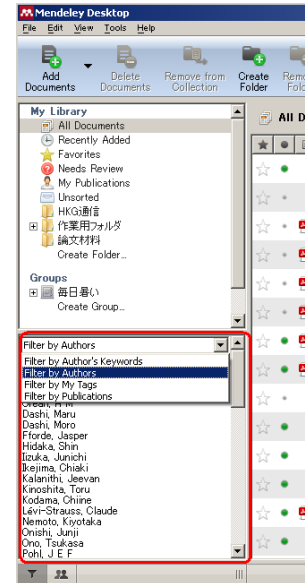 Mendeley Desktop
File Edit View Tools Help
Add Documents
Delete Documents
Remove from Collection
Create Folder
My Library
All Documents
Recently Added
Favorites
Needs Review
My Publications
Unsorted
HKG通信
作業用フォルダ
論文材料
Create Folder...
Groups
毎日暑い
Create Group...
All D
Filter by Authors
Filter by Author's Keywords
Filter by Authors
Filter by My Tags
Filter by Publications
Dashi, Maru
Dashi, Moro
Fforde, Jasper
Hidaka, Shin
Iizuka, Junichi
Ikejima, Chiaki
Kalanithi, Jeevan
Kinoshita, Toru
Kodama, Chiine
Lévi-Strauss, Claude
Nemoto, Kiyotaka
Onishi, Junji
Ono, Tsukasa
Pohl, J E F